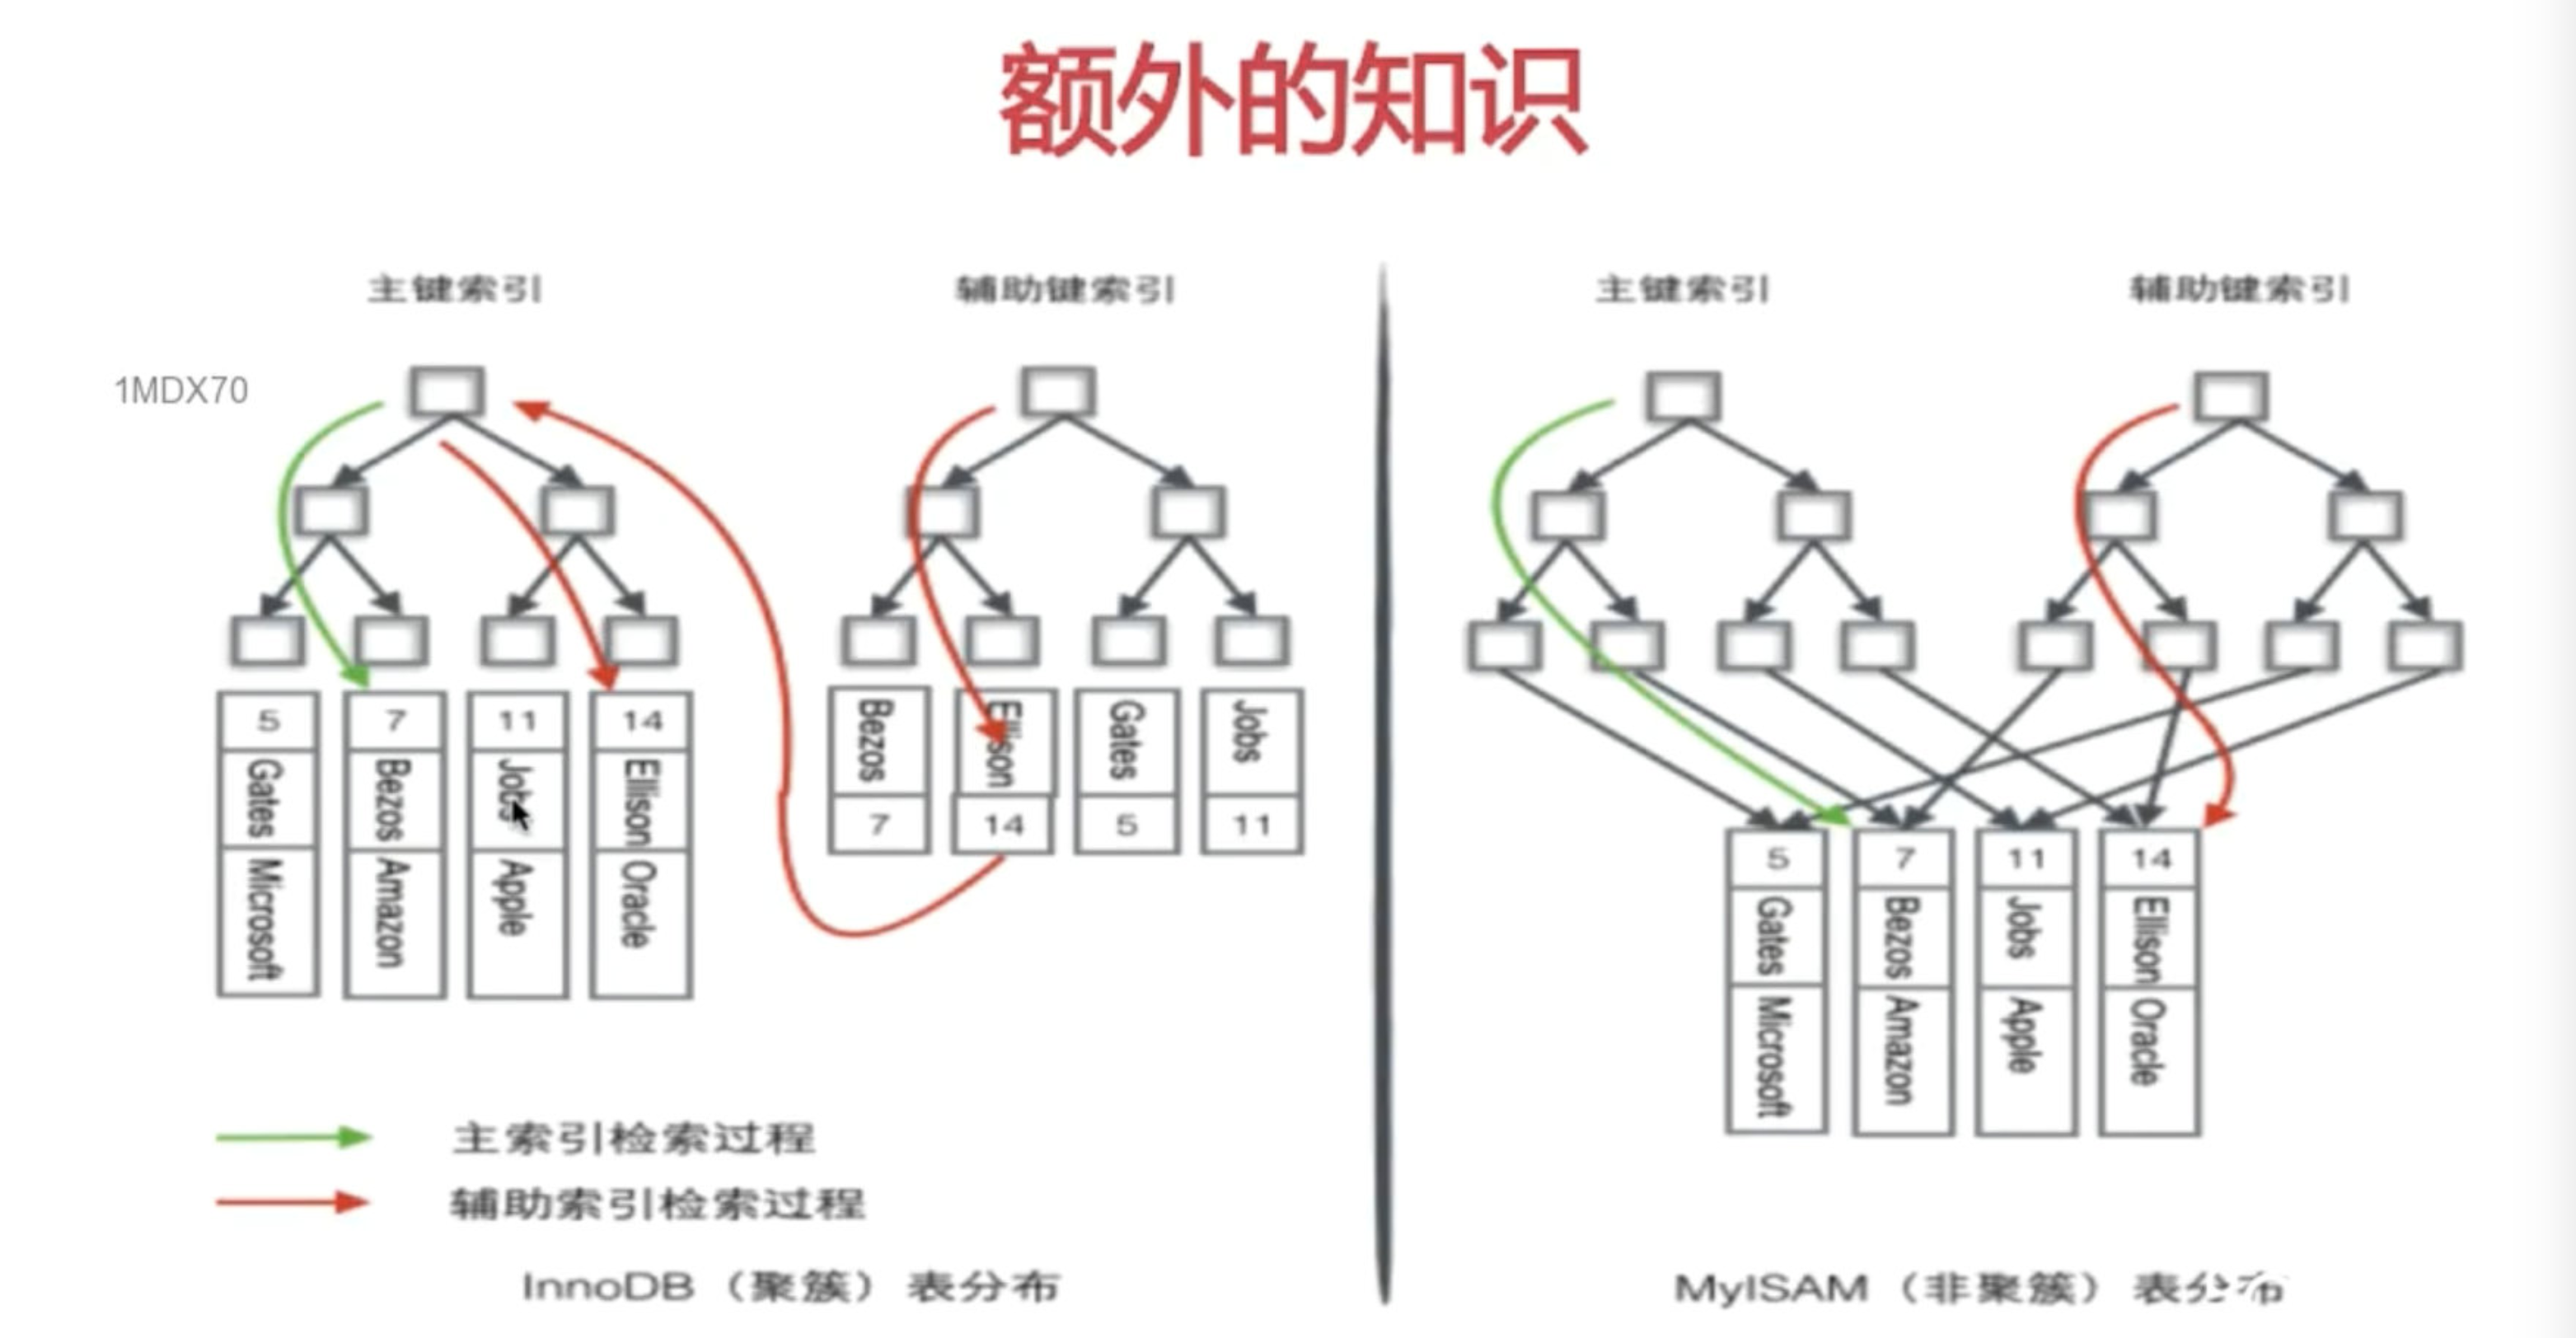 额外的知识
主键索引
辅助键索引
主键索引
辅助键索引
1MDX70
5
Gates
Microsoft
7
Bezos
Amazon
11
Jobs
Apple
14
Ellison
Oracle
Bezos
7
Ellison
14
Gates
5
Jobs
11
5
Gates
Microsoft
7
Bezos
Amazon
11
Jobs
Apple
14
Ellison
Oracle
主索引检索过程
辅助索引检索过程
InnoDB（聚簇）表分布
MyISAM（非聚簇）表分布